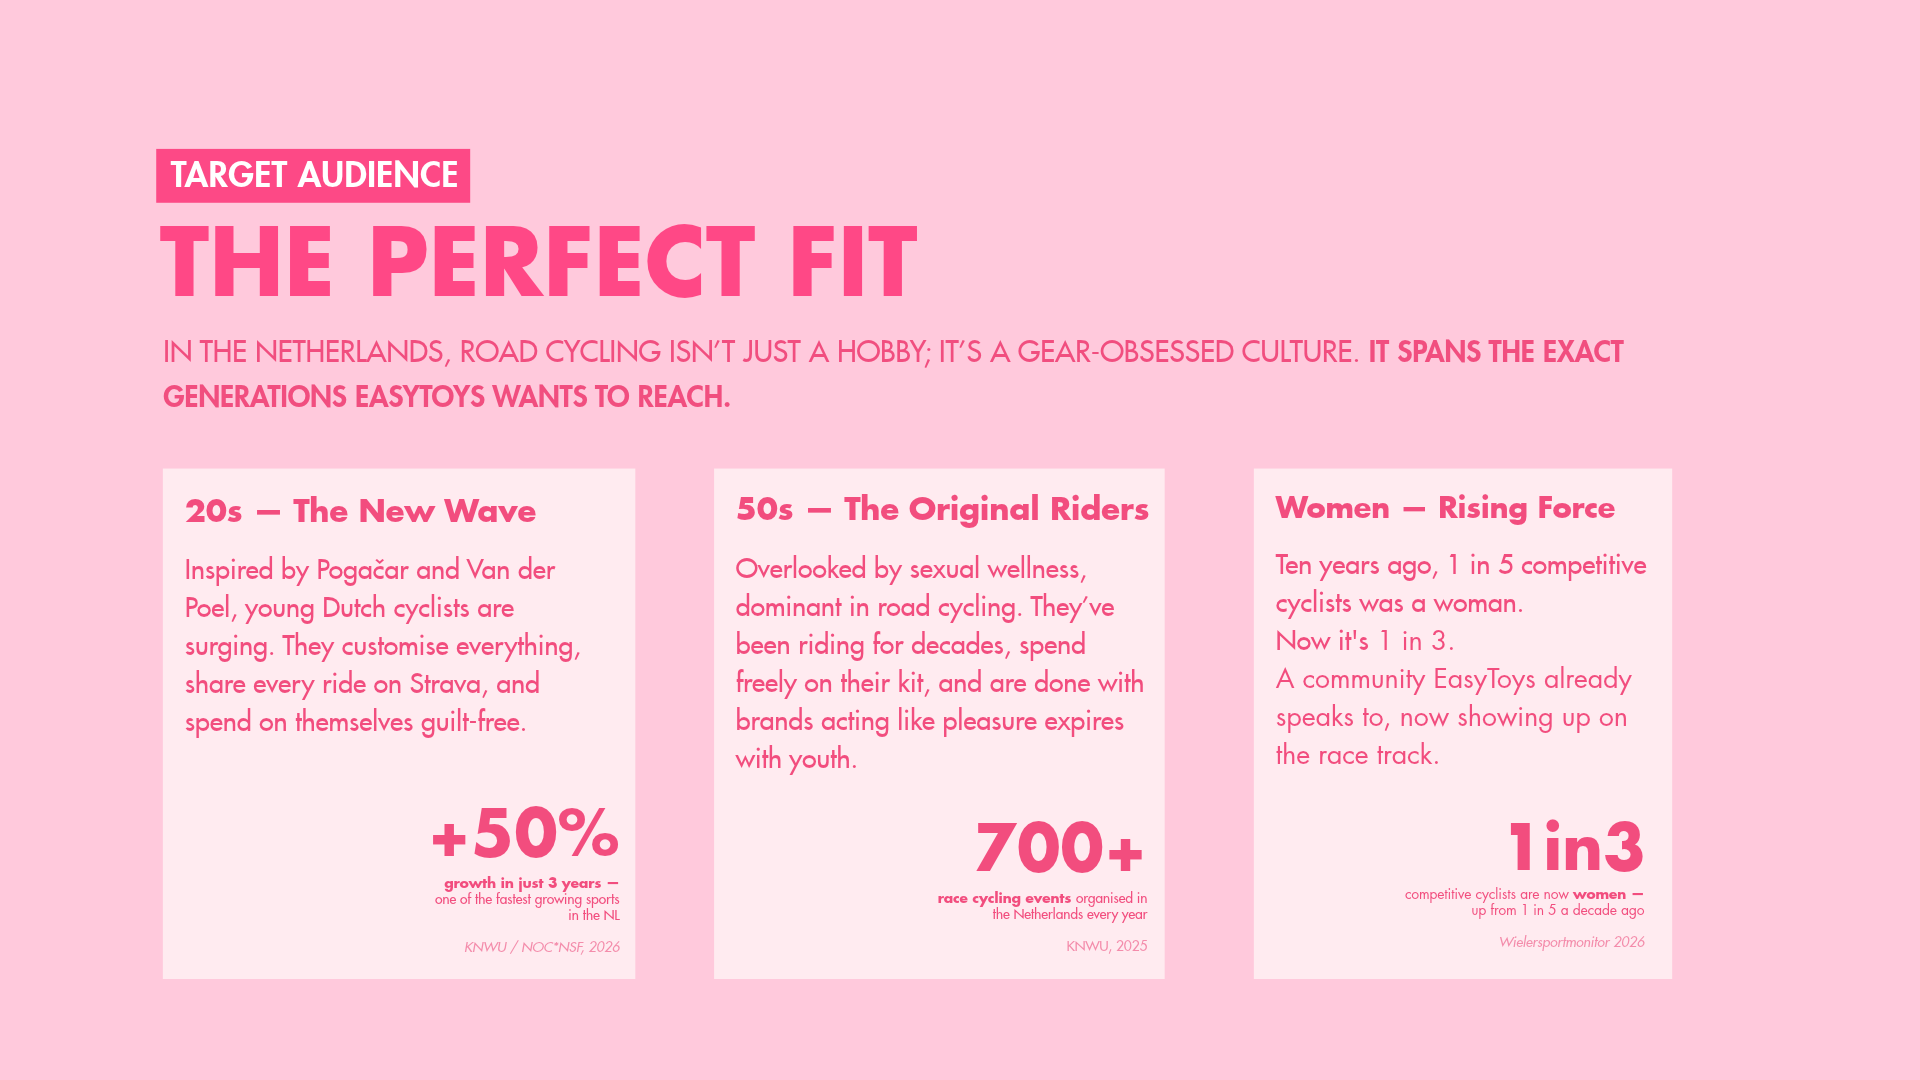 TARGET AUDIENCE
THE PERFECT FIT
IN THE NETHERLANDS, ROAD CYCLING ISN’T JUST A HOBBY; IT’S A GEAR-OBSESSED CULTURE. IT SPANS THE EXACT
GENERATIONS EASYTOYS WANTS TO REACH.
20s — The New Wave
Inspired by Pogačar and Van der
Poel, young Dutch cyclists are
surging. They customise everything,
share every ride on Strava, and
spend on themselves guilt-free.
+50%
growth in just 3 years —
one of the fastest growing sports
in the NL
KNWU / NOC*NSF, 2026
50s — The Original Riders
Overlooked by sexual wellness,
dominant in road cycling. They’ve
been riding for decades, spend
freely on their kit, and are done with
brands acting like pleasure expires
with youth.
700+
race cycling events organised in
the Netherlands every year
KNWU, 2025
Women — Rising Force
Ten years ago, 1 in 5 competitive
cyclists was a woman.
Now it's 1 in 3.
A community EasyToys already
speaks to, now showing up on
the race track.
1in3
competitive cyclists are now women —
up from 1 in 5 a decade ago
Wielersportmonitor 2026